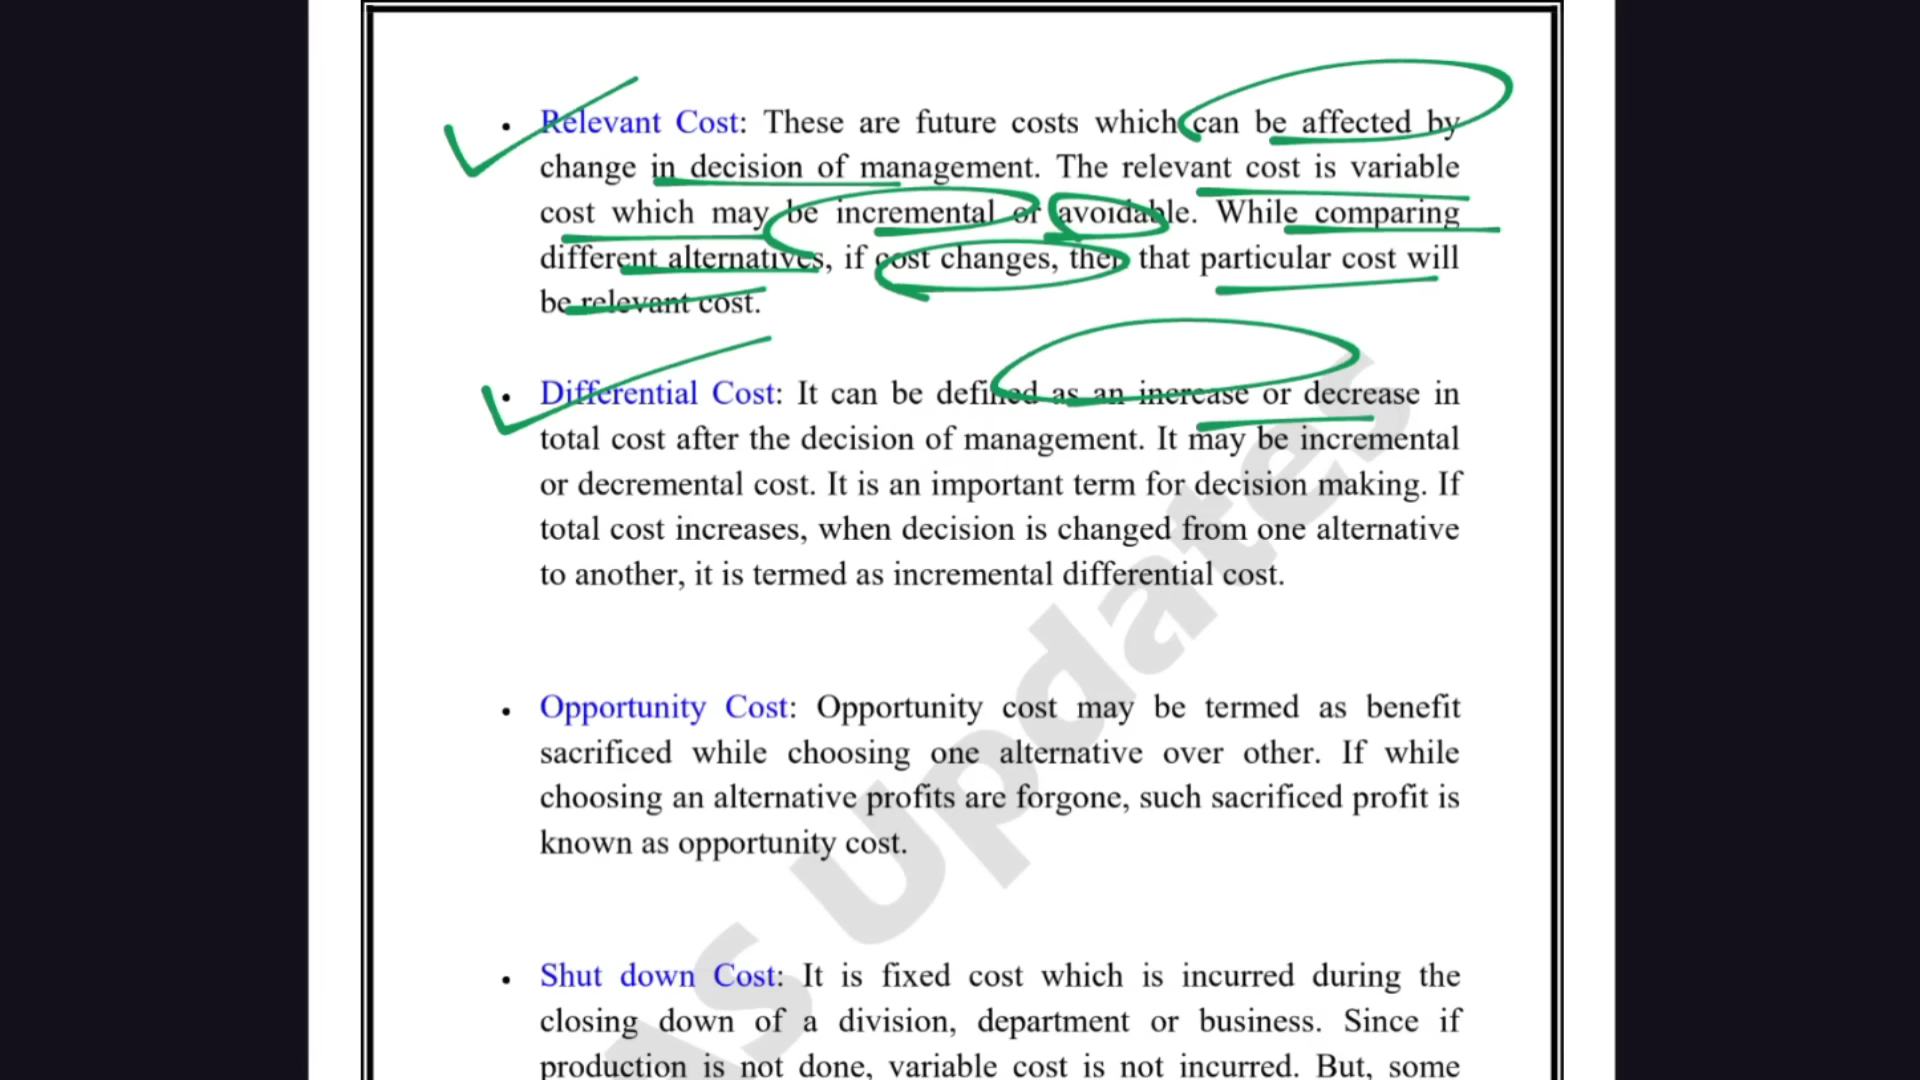 • Relevant Cost: These are future costs which can be affected by
change in decision of management. The relevant cost is variable
cost which may be incremental or avoidable. While comparing
different alternatives, if cost changes, then that particular cost will
be relevant cost.
• Differential Cost: It can be defined as an increase or decrease in
total cost after the decision of management. It may be incremental
or decremental cost. It is an important term for decision making. If
total cost increases, when decision is changed from one alternative
to another, it is termed as incremental differential cost.
• Opportunity Cost: Opportunity cost may be termed as benefit
sacrificed while choosing one alternative over other. If while
choosing an alternative profits are forgone, such sacrificed profit is
known as opportunity cost.
• Shut down Cost: It is fixed cost which is incurred during the
closing down of a division, department or business. Since if
production is not done, variable cost is not incurred. But, some
As Updates